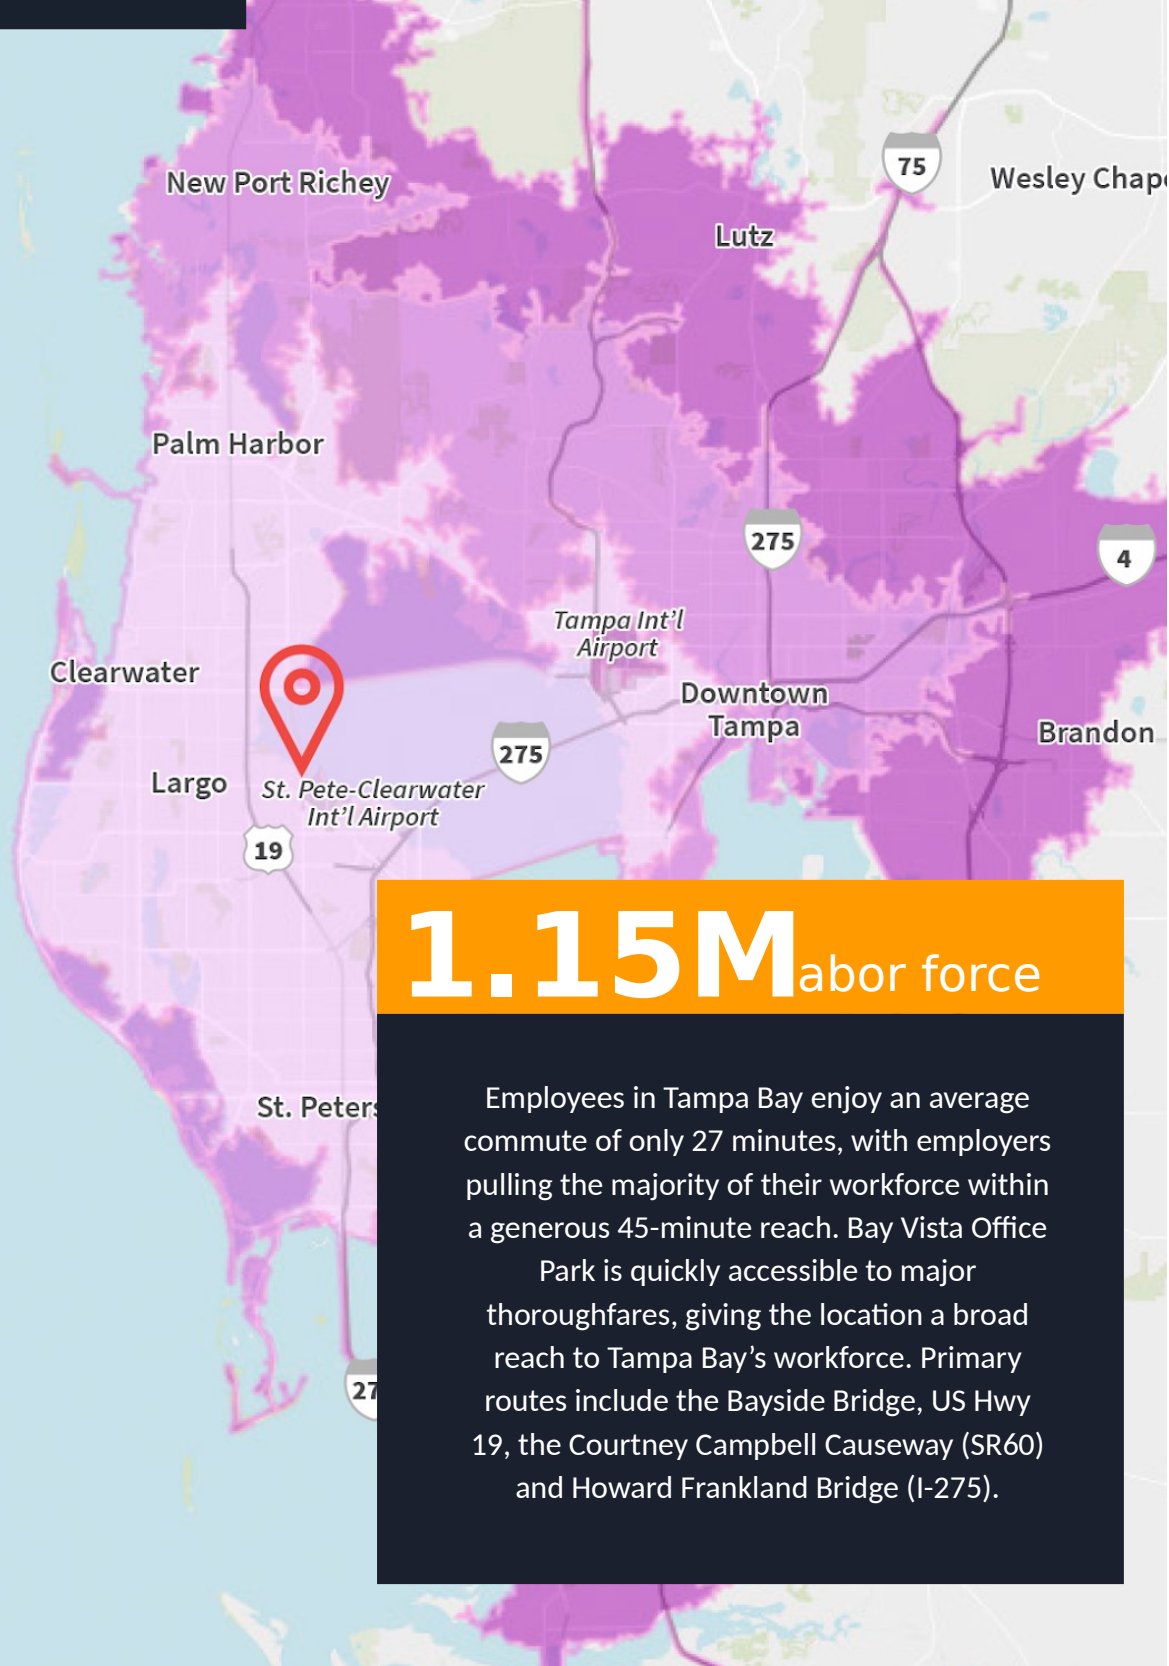 New Port Richey
75
Wesley Chap
Lutz
Palm Harbor
275
4
Tampa Int’l
Airport
Clearwater
Downtown
Tampa
Brandon
275
Largo
St. Pete-Clearwater
Int’l Airport
19
1.15M abor force
St. Peters
27
Employees in Tampa Bay enjoy an average
commute of only 27 minutes, with employers
pulling the majority of their workforce within
a generous 45-minute reach. Bay Vista Office
Park is quickly accessible to major
thoroughfares, giving the location a broad
reach to Tampa Bay’s workforce. Primary
routes include the Bayside Bridge, US Hwy
19, the Courtney Campbell Causeway (SR60)
and Howard Frankland Bridge (I-275).